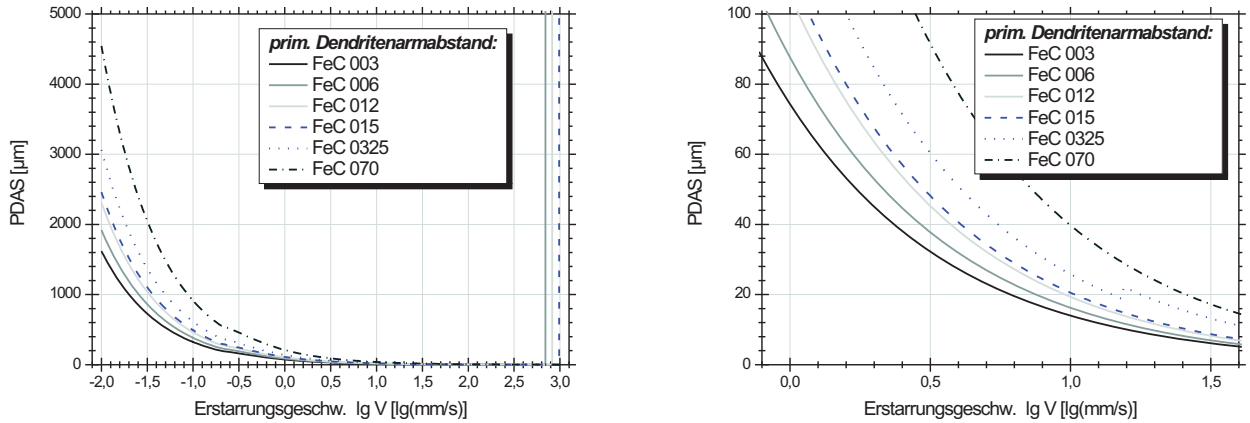 5000
4000
3000
2000
1000
0
PDAS [µm]
prim. Dendritenarmabstand:
FeC 003
FeC 006
FeC 012
FeC 015
FeC 0325
FeC 070
-2,0 -1,5 -1,0 -0,5 0,0 0,5 1,0 1,5 2,0 2,5 3,0
Erstarrungsgeschw. lg V [lg(mm/s)]
100
80
60
40
20
0
PDAS [µm]
prim. Dendritenarmabstand:
FeC 003
FeC 006
FeC 012
FeC 015
FeC 0325
FeC 070
0,0 0,5 1,0 1,5
Erstarrungsgeschw. lg V [lg(mm/s)]